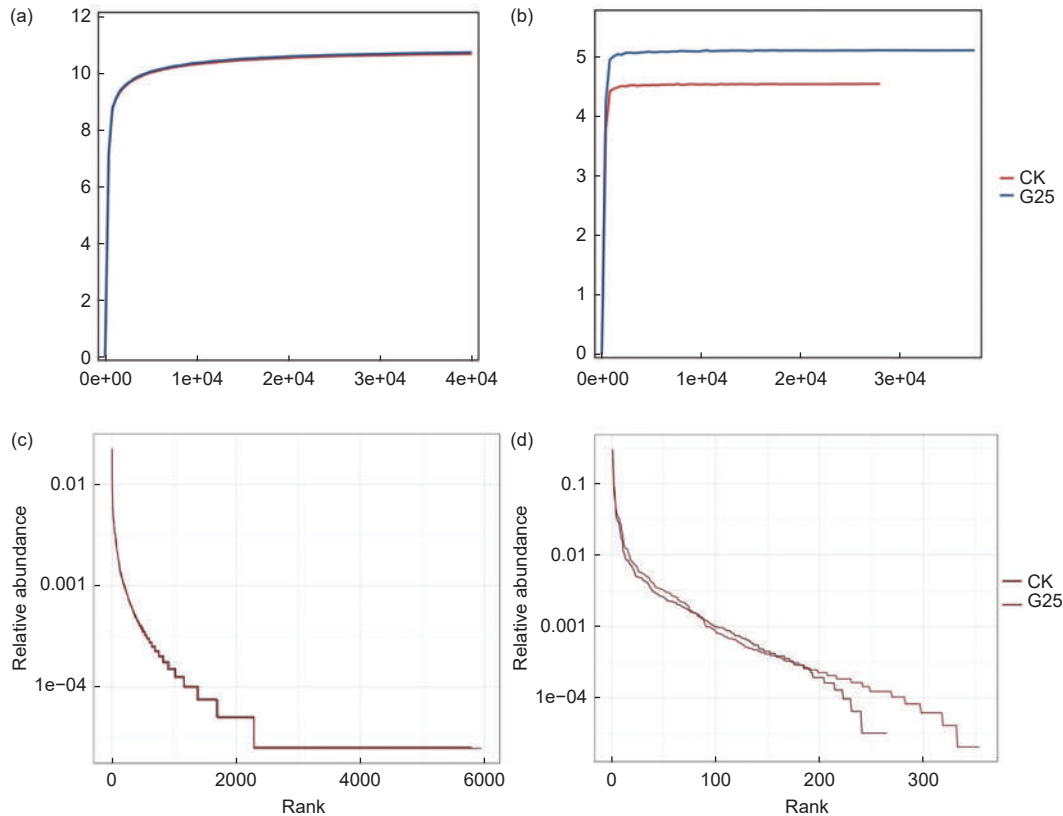 (a)
12
10
8
6
4
2
0
0e+00 1e+04 2e+04 3e+04 4e+04
(b)
5
4
3
2
1
0
0e+00 1e+04 2e+04 3e+04
CK
G25
(c)
Relative abundance
0.01
0.001
1e−04
0 2000 4000 6000
Rank
(d)
Relative abundance
0.1
0.01
0.001
1e−04
0 100 200 300
Rank
CK
G25